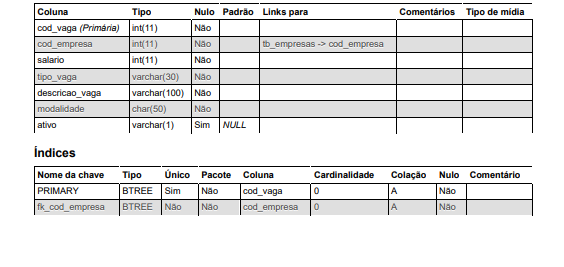 Coluna Tipo Nulo Padrão Links para Comentários Tipo de mídia
cod_vaga (Primária) int(11) Não
cod_empresa int(11) Não tb_empresas -> cod_empresa
salario int(11) Não
tipo_vaga varchar(30) Não
descricao_vaga varchar(100) Não
modalidade char(50) Não
ativo varchar(1) Sim NULL
Índices
Nome da chave Tipo Único Pacote Coluna Cardinalidade Colação Nulo Comentário
PRIMARY BTREE Sim Não cod_vaga 0 A Não
fk_cod_empresa BTREE Não Não cod_empresa 0 A Não